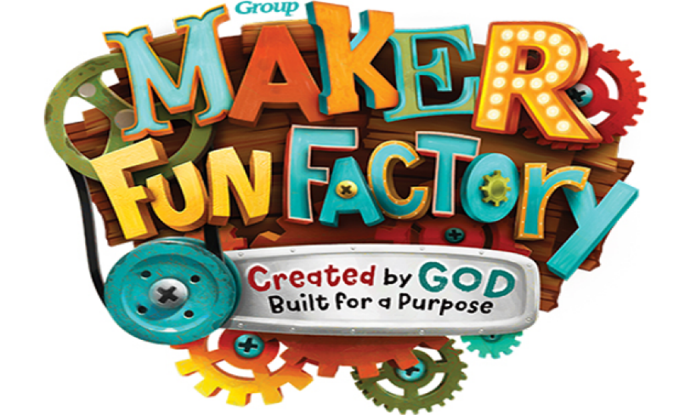 Group
MAKER
FUN FACTORY
Created by GOD
Built for a Purpose